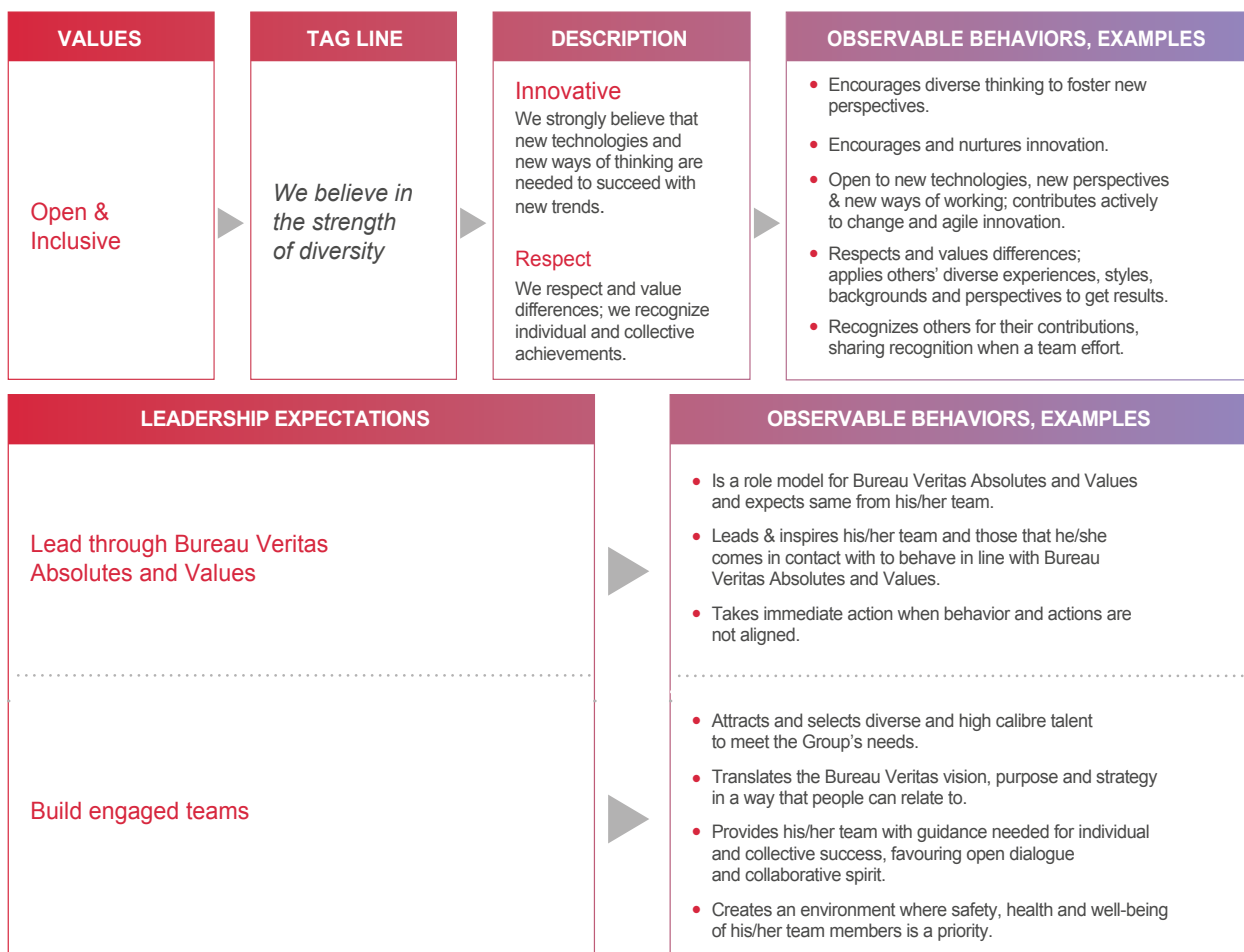 VALUES
TAG LINE
DESCRIPTION
OBSERVABLE BEHAVIORS, EXAMPLES
Open &
Inclusive
We believe in
the strength
of diversity
Innovative
We strongly believe that
new technologies and
new ways of thinking are
needed to succeed with
new trends.
Respect
We respect and value
differences; we recognize
individual and collective
achievements.
• Encourages diverse thinking to foster new
perspectives.
• Encourages and nurtures innovation.
• Open to new technologies, new perspectives
& new ways of working; contributes actively
to change and agile innovation.
• Respects and values differences;
applies others’ diverse experiences, styles,
backgrounds and perspectives to get results.
• Recognizes others for their contributions,
sharing recognition when a team effort.
LEADERSHIP EXPECTATIONS
OBSERVABLE BEHAVIORS, EXAMPLES
Lead through Bureau Veritas
Absolutes and Values
• Is a role model for Bureau Veritas Absolutes and Values
and expects same from his/her team.
• Leads & inspires his/her team and those that he/she
comes in contact with to behave in line with Bureau
Veritas Absolutes and Values.
• Takes immediate action when behavior and actions are
not aligned.
Build engaged teams
• Attracts and selects diverse and high calibre talent
to meet the Group’s needs.
• Translates the Bureau Veritas vision, purpose and strategy
in a way that people can relate to.
• Provides his/her team with guidance needed for individual
and collective success, favouring open dialogue
and collaborative spirit.
• Creates an environment where safety, health and well-being
of his/her team members is a priority.